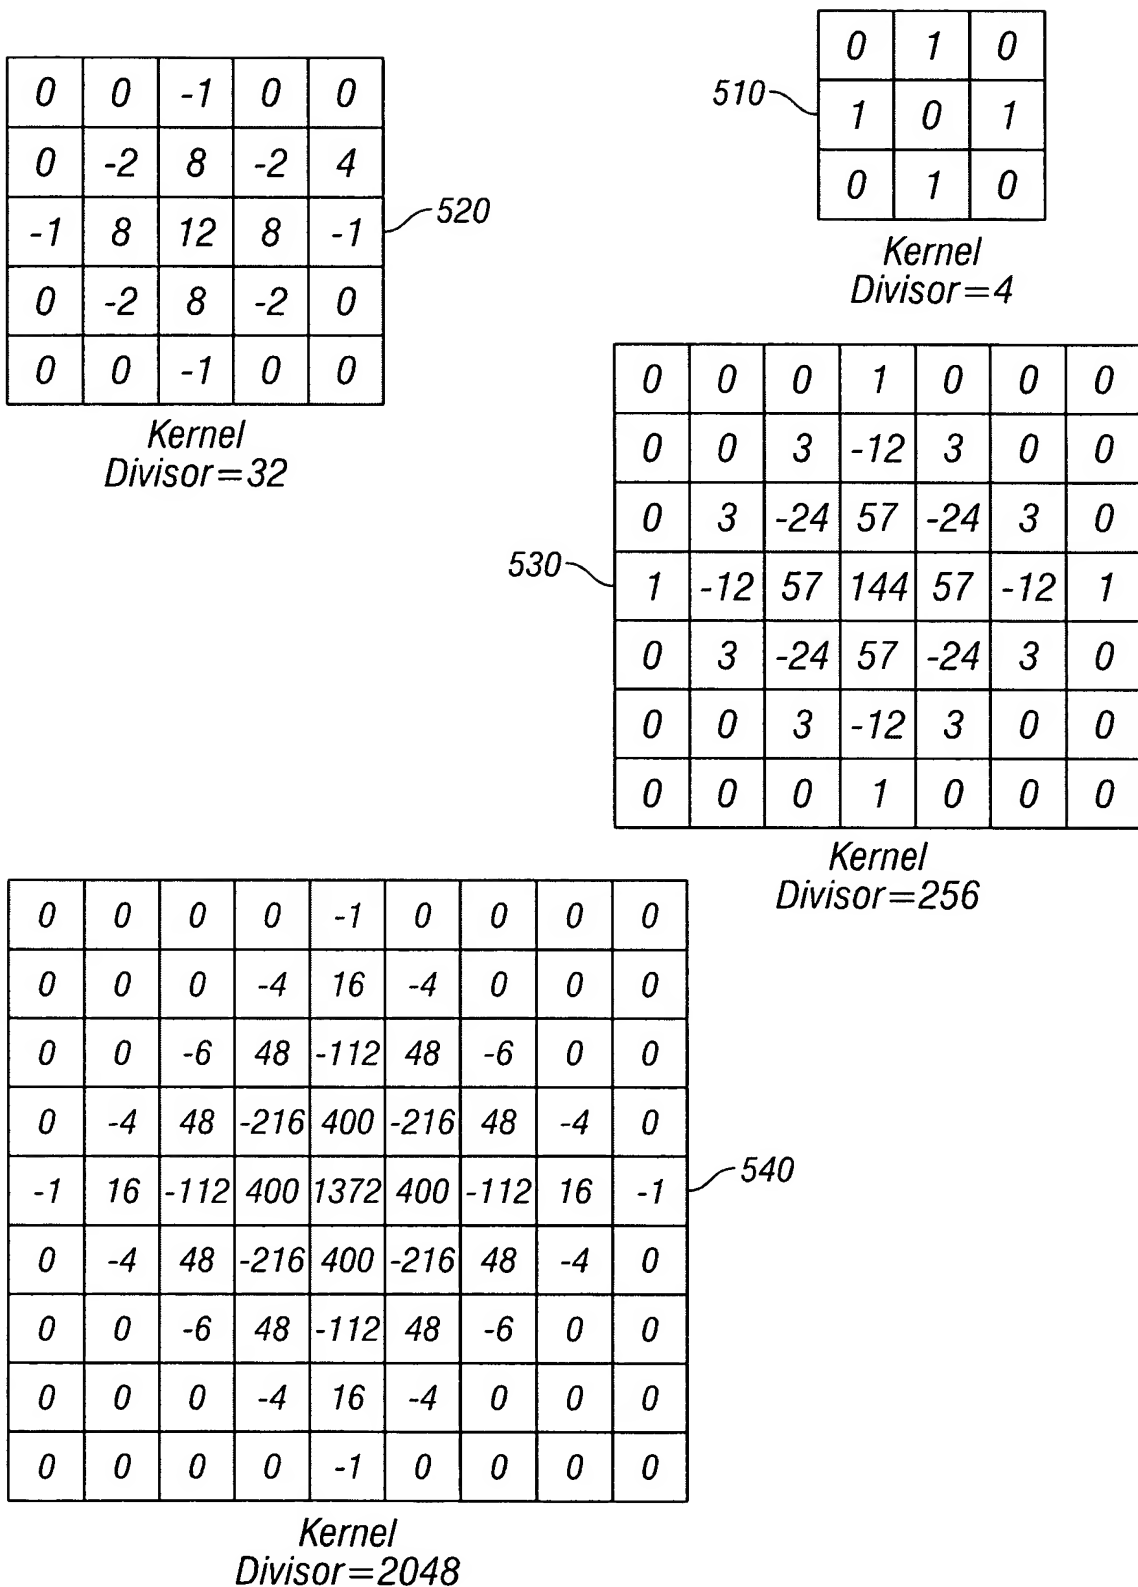 0 1 0
510
1 0 1
0 1 0
Kernel
Divisor=4
0 0 -1 0 0
0 -2 8 -2 4
-1 8 12 8 -1
520
0 -2 8 -2 0
0 0 -1 0 0
Kernel
Divisor=32
0 0 0 1 0 0 0
0 0 3 -12 3 0 0
0 3 -24 57 -24 3 0
530
1 -12 57 144 57 -12 1
0 3 -24 57 -24 3 0
0 0 3 -12 3 0 0
0 0 0 1 0 0 0
Kernel
Divisor=256
0 0 0 0 -1 0 0 0 0
0 0 0 -4 16 -4 0 0 0
0 0 -6 48 -112 48 -6 0 0
0 -4 48 -216 400 -216 48 -4 0
-1 16 -112 400 1372 400 -112 16 -1
540
0 -4 48 -216 400 -216 48 -4 0
0 0 -6 48 -112 48 -6 0 0
0 0 0 -4 16 -4 0 0 0
0 0 0 0 -1 0 0 0 0
Kernel
Divisor=2048